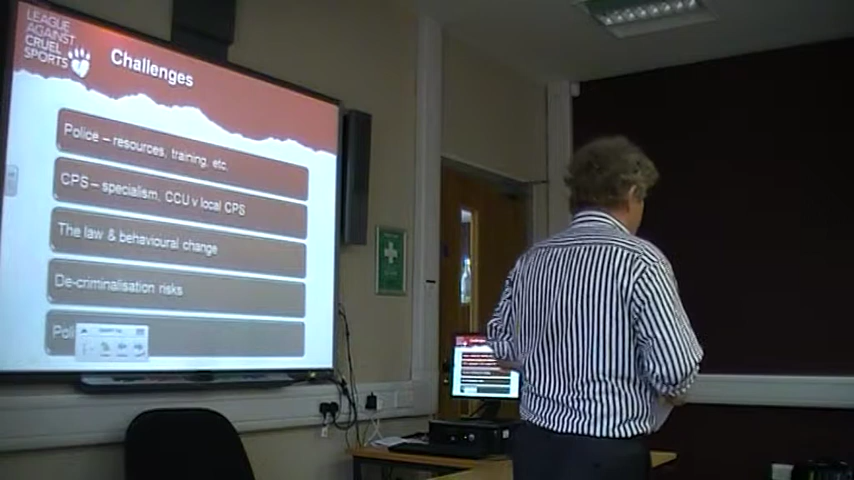 LEAGUE
AGAINST
CRUEL
SPORTS
Challenges
Police – resources, training, etc.
CPS – specialism, CCU v local CPS
The law & behavioural change
De-criminalisation risks
Poli